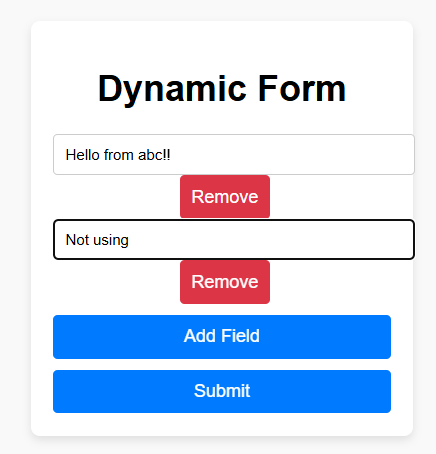 Dynamic Form
Hello from abc!!
Remove
Not using
Remove
Add Field
Submit